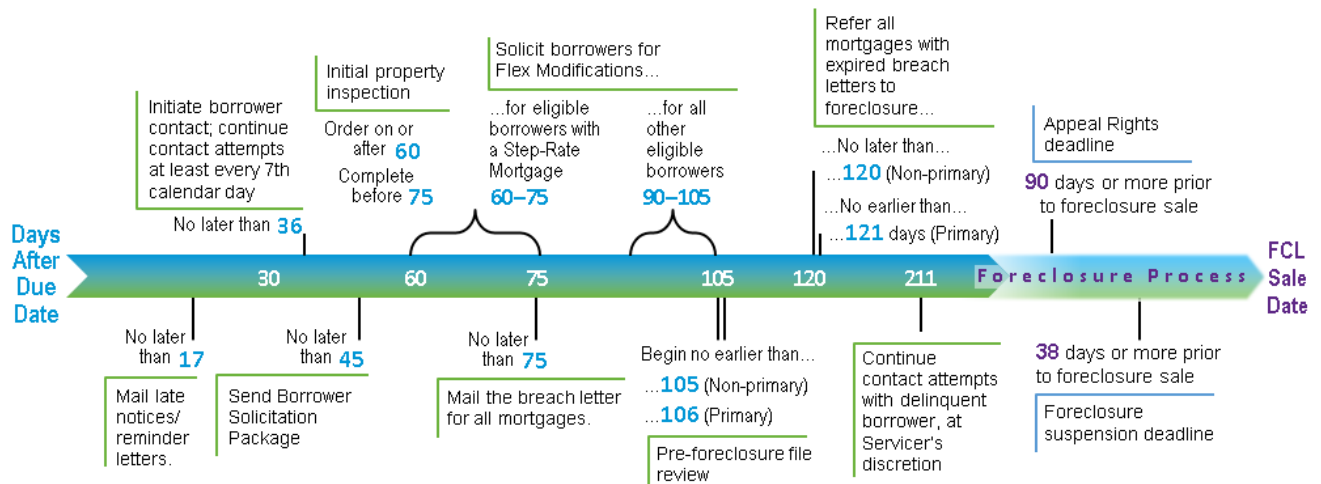 Days
After
Due
Date
Initiate borrower
contact; continue
contact attempts
at least every 7th
calendar day
No later than 36
Initial property
inspection
Order on or
after 60
Complete
before 75
Solicit borrowers for
Flex Modifications...
...for eligible
borrowers with
a Step-Rate
Mortgage
60–75
...for all
other
eligible
borrowers
90–105
Refer all
mortgages with
expired breach
letters to
foreclosure...
...No later than...
...120 (Non-primary)
...No earlier than...
...121 days (Primary)
Appeal Rights
deadline
90 days or more prior
to foreclosure sale
30 60 75 105 120 211 Foreclosure Process
FCL
Sale
Date
No later
than 17
Mail late
notices/
reminder
letters.
No later
than 45
Send Borrower
Solicitation
Package
No later
than 75
Mail the breach letter
for all mortgages.
Begin no earlier than...
...105 (Non-primary)
...106 (Primary)
Pre-foreclosure file
review
Continue
contact attempts
with delinquent
borrower, at
Servicer's
discretion
38 days or more prior
to foreclosure sale
Foreclosure
suspension deadline